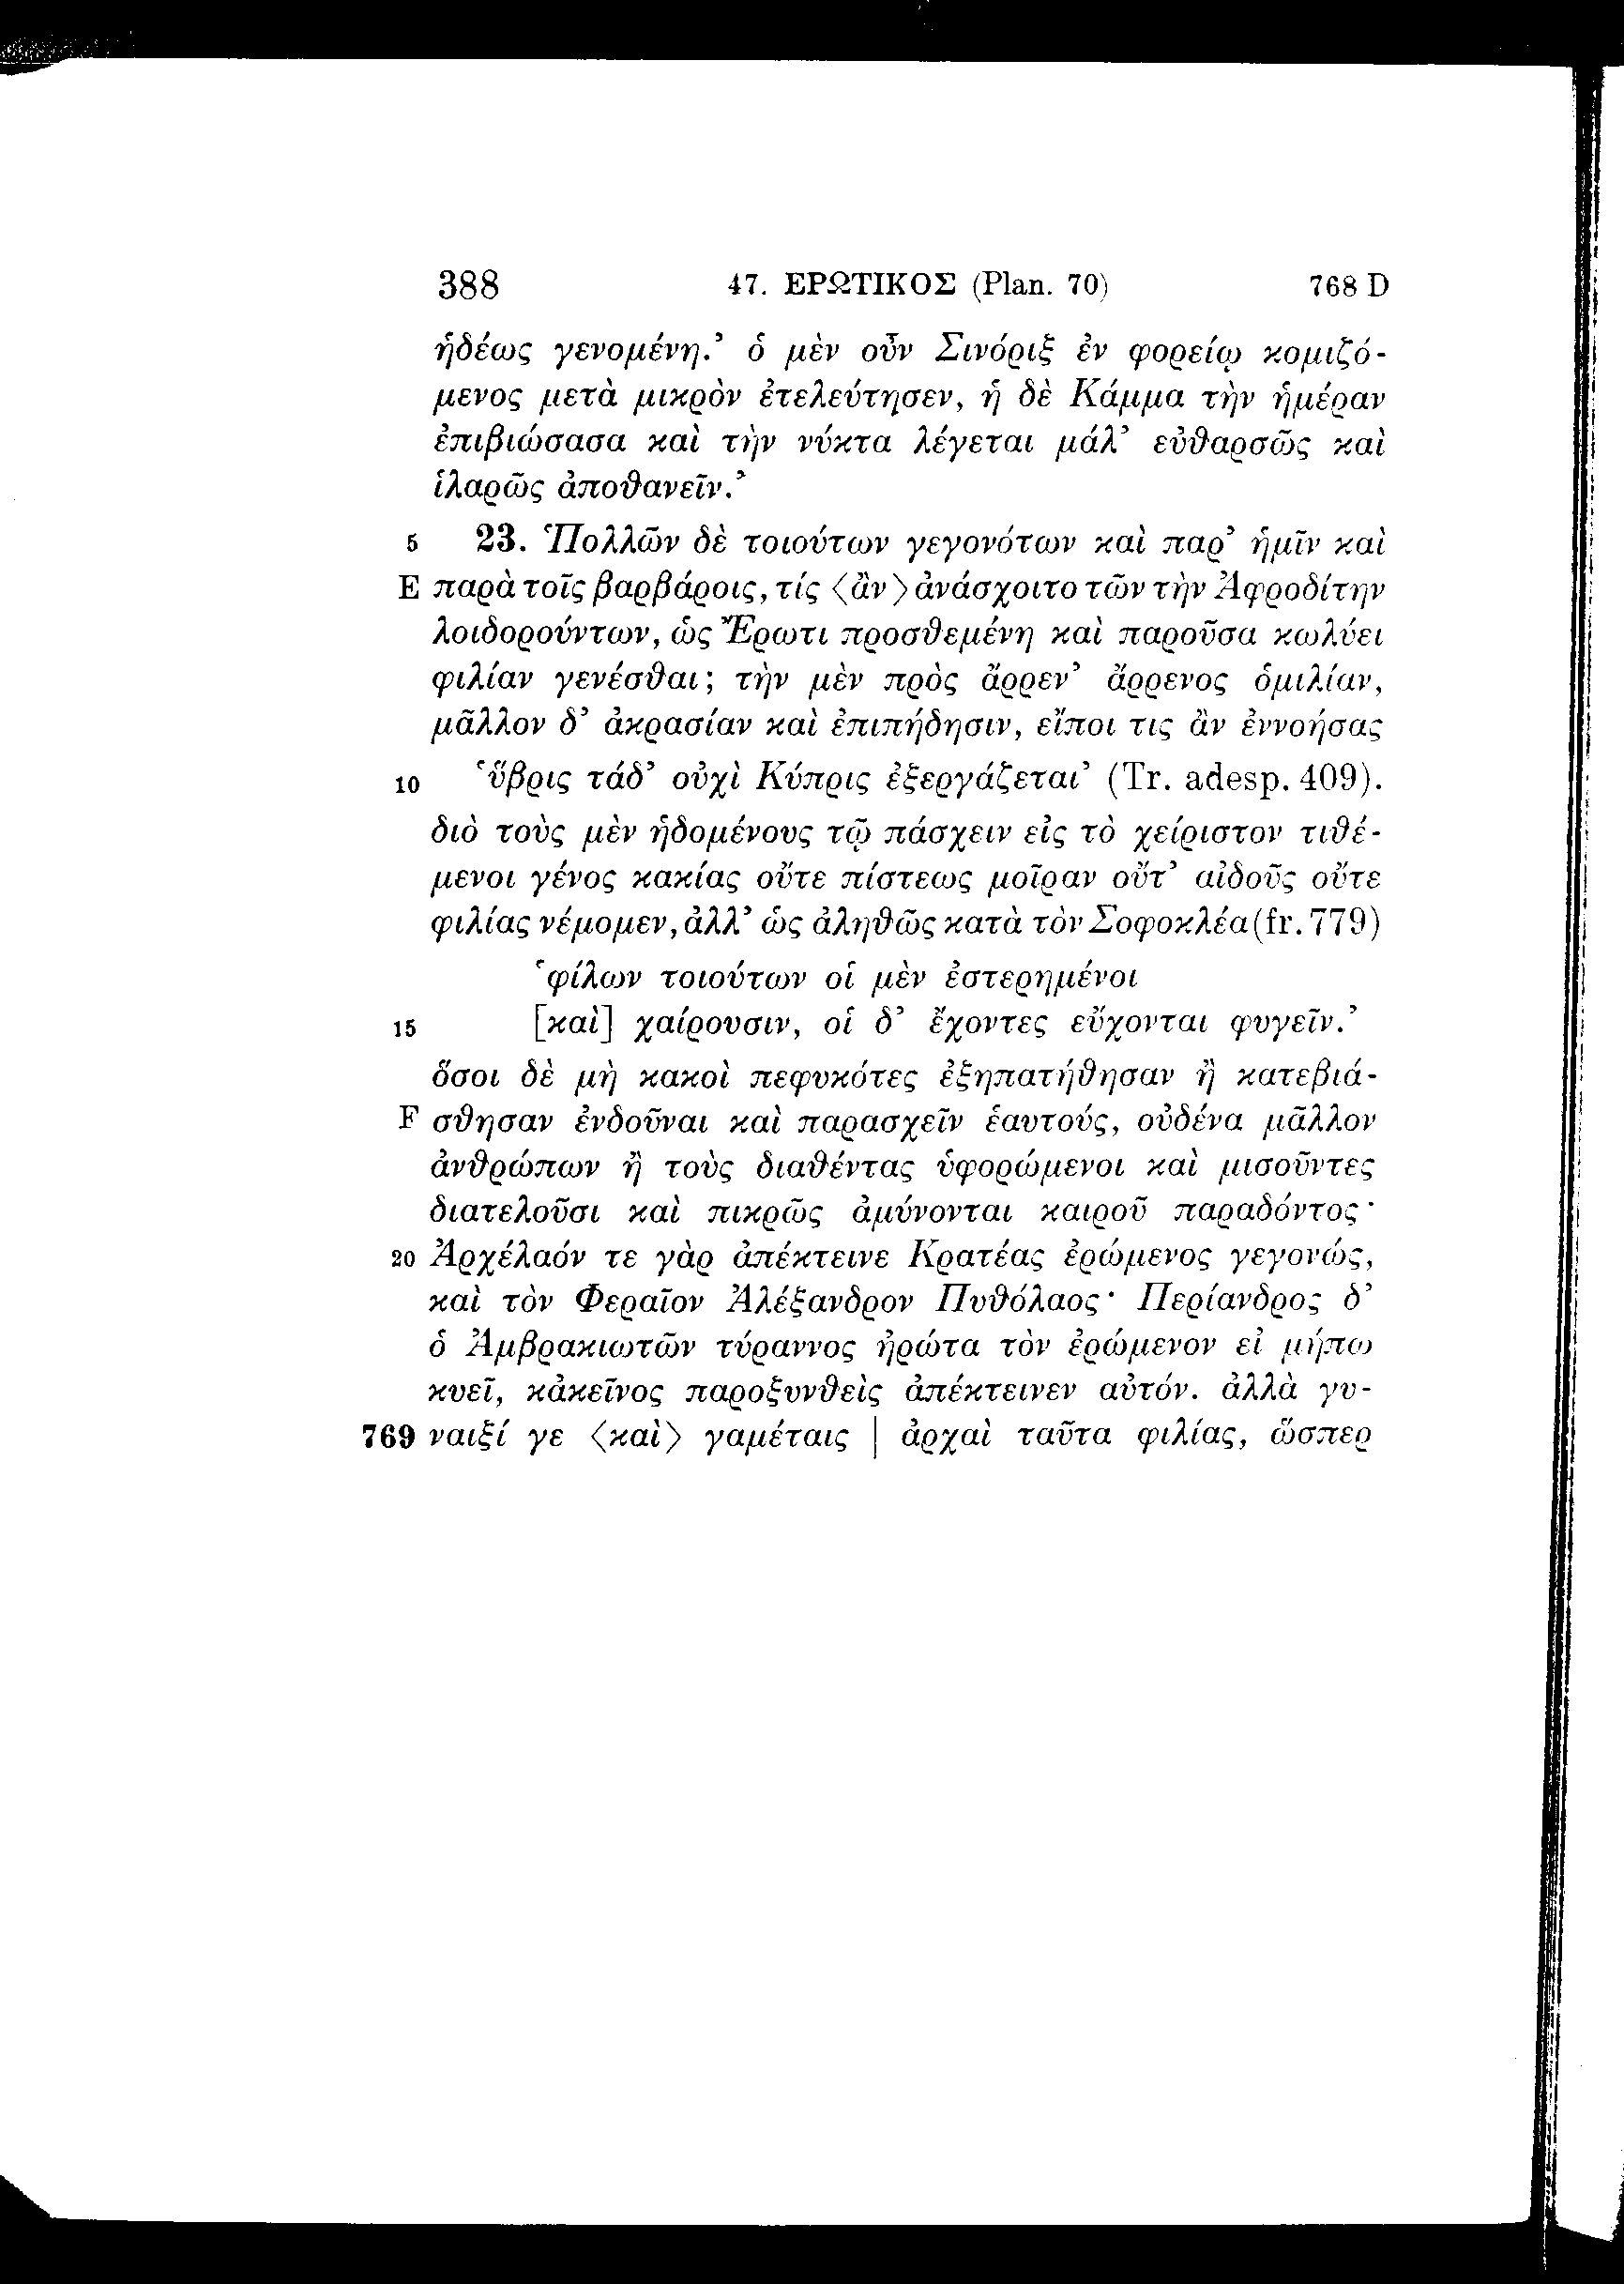 388 47. ΕΡΩΤΙΚΟΣ (Plan. 70) 768 D
ἡδέως γενομένη.’ ὁ μὲν οὖν Σινόριξ ἐν φορείῳ κομιζό-
μενος μετὰ μικρὸν ἐτελεύτησεν, ἡ δὲ Κάμμα τὴν ἡμέραν
ἐπιβιώσασα καὶ τὴν νύκτα λέγεται μάλ’ εὐθαρσῶς καὶ
ἱλαρῶς ἀποθανεῖν.’
5 23. ‘Πολλῶν δὲ τοιούτων γεγονότων καὶ παρ’ ἡμῖν καὶ
E παρὰ τοῖς βαρβάροις, τίς 〈ἂν〉 ἀνάσχοιτο τῶν τὴν Ἀφροδίτην
λοιδορούντων, ὡς Ἔρωτι προσθεμένη καὶ παροῦσα κωλύει
φιλίαν γενέσθαι; τὴν μὲν πρὸς ἄρρεν’ ἄρρενος ὁμιλίαν,
μᾶλλον δ’ ἀκρασίαν καὶ ἐπιπήδησιν, εἴποι τις ἂν ἐννοήσας
10 ‘ὕβρις τάδ’ οὐχὶ Κύπρις ἐξεργάζεται’ (Tr. adesp. 409).
διὸ τοὺς μὲν ἡδομένους τῷ πάσχειν εἰς τὸ χείριστον τιθέ-
μενοι γένος κακίας οὔτε πίστεως μοῖραν οὔτ’ αἰδοῦς οὔτε
φιλίας νέμομεν, ἀλλ’ ὡς ἀληθῶς κατὰ τὸν Σοφοκλέα (fr. 779)
‘φίλων τοιούτων οἱ μὲν ἐστερημένοι
15 [καὶ] χαίρουσιν, οἱ δ’ ἔχοντες εὔχονται φυγεῖν.’
ὅσοι δὲ μὴ κακοὶ πεφυκότες ἐξηπατήθησαν ἢ κατεβιά-
F σθησαν ἐνδοῦναι καὶ παρασχεῖν ἑαυτούς, οὐδένα μᾶλλον
ἀνθρώπων ἢ τοὺς διαθέντας ὑφορώμενοι καὶ μισοῦντες
διατελοῦσι καὶ πικρῶς ἀμύνονται καιροῦ παραδόντος·
20 Ἀρχέλαόν τε γὰρ ἀπέκτεινε Κρατέας ἐρώμενος γεγονώς,
καὶ τὸν Φεραῖον Ἀλέξανδρον Πυθόλαος· Περίανδρος δ’
ὁ Ἀμβρακιωτῶν τύραννος ἠρώτα τὸν ἐρώμενον εἰ μήπω
κυεῖ, κἀκεῖνος παροξυνθεὶς ἀπέκτεινεν αὐτόν. ἀλλὰ γυ-
769 ναιξί γε 〈καὶ〉 γαμέταις | ἀρχαὶ ταῦτα φιλίας, ὥσπερ